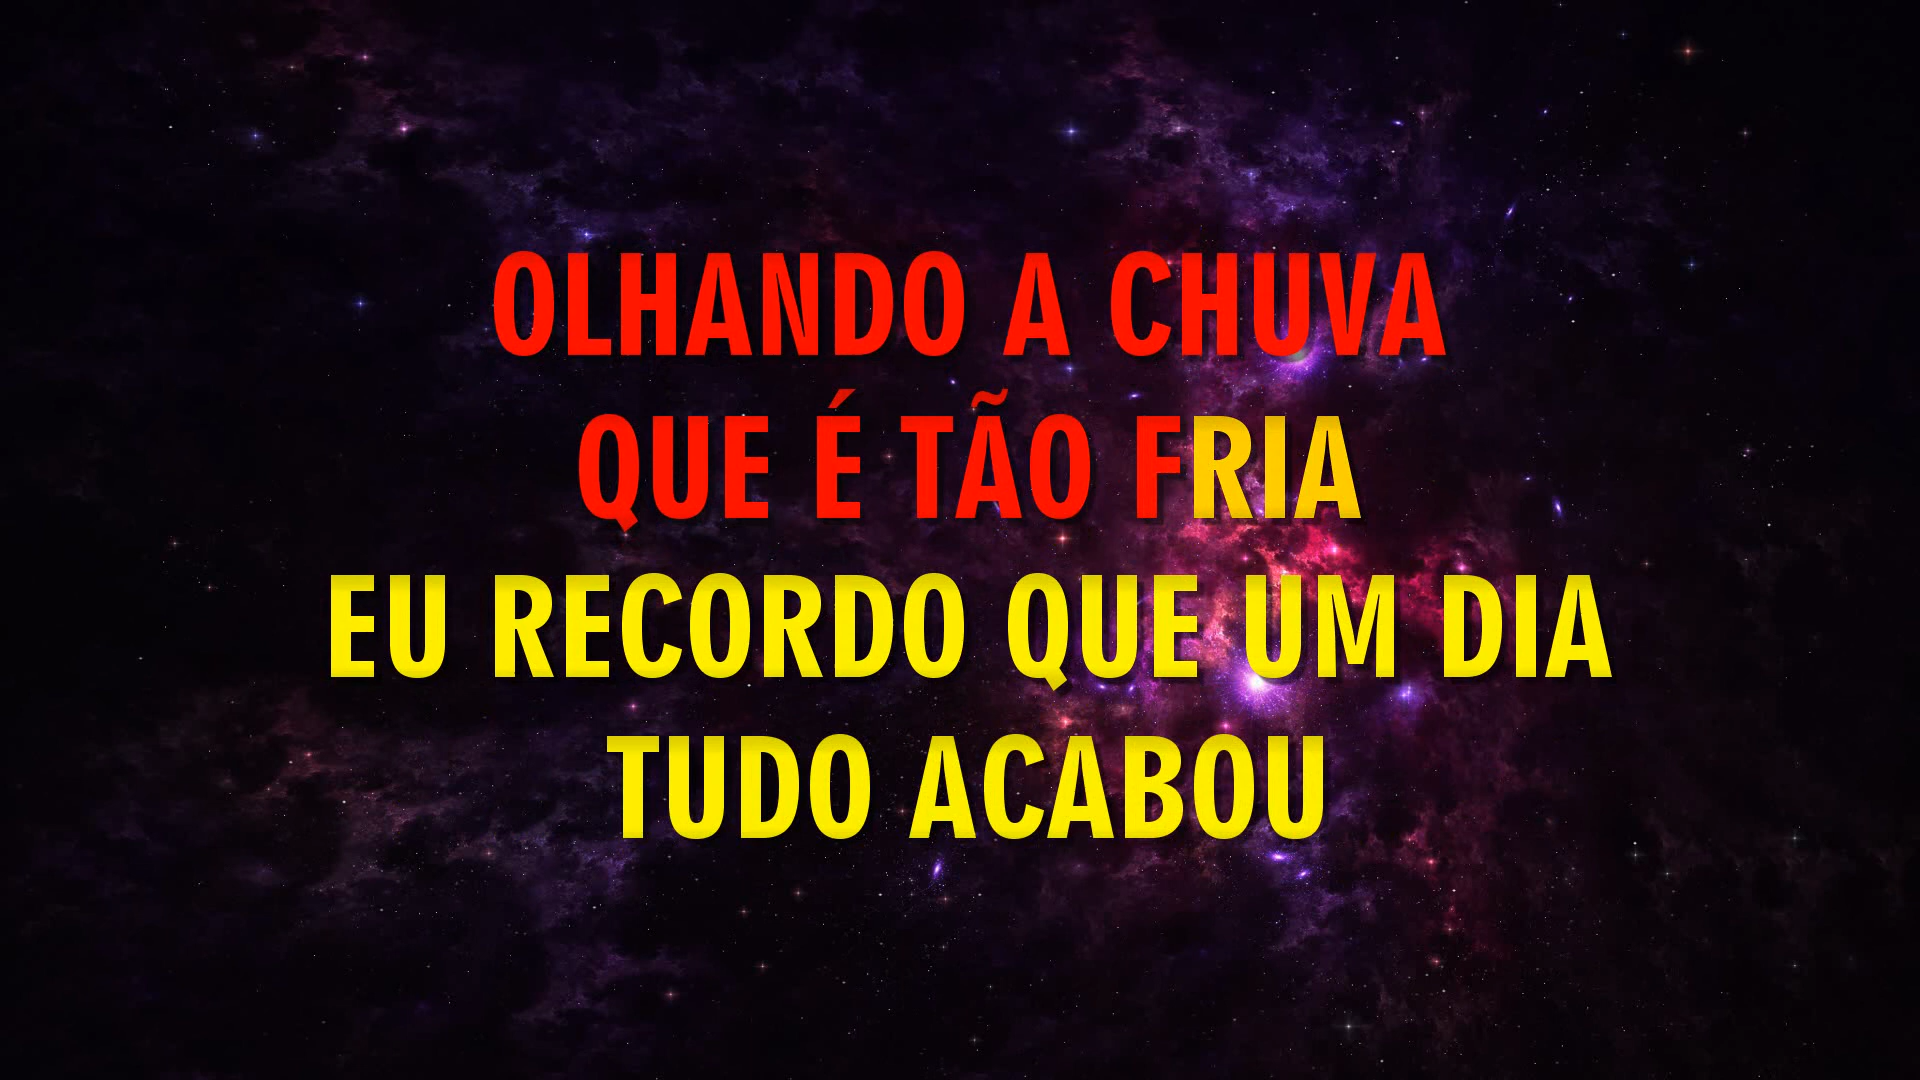 OLHANDO A CHUVA
QUE É TÃO FRIA
EU RECORDO QUE UM DIA
TUDO ACABOU